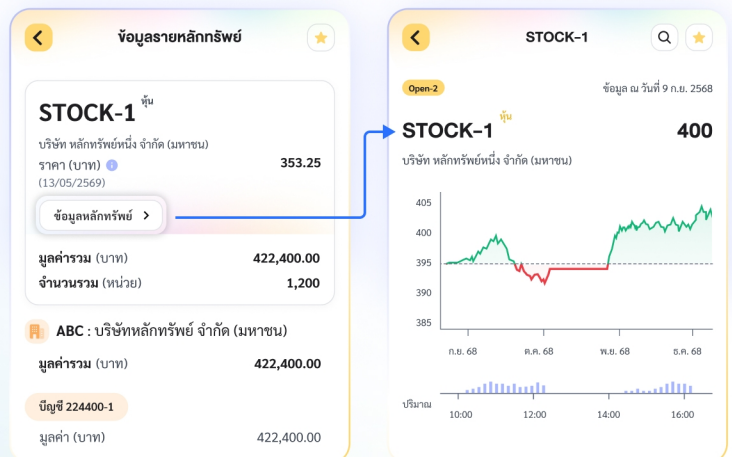 ข้อมูลรายหลักทรัพย์
STOCK-1 หุ้น
บริษัท หลักทรัพย์หนึ่ง จำกัด (มหาชน)
ราคา (บาท) 353.25
(13/05/2569)
ข้อมูลหลักทรัพย์
มูลค่ารวม (บาท) 422,400.00
จำนวนรวม (หน่วย) 1,200
ABC : บริษัทหลักทรัพย์ จำกัด (มหาชน)
มูลค่ารวม (บาท) 422,400.00
บัญชี 224400-1
มูลค่า (บาท) 422,400.00
STOCK-1
Open-2 ข้อมูล ณ วันที่ 9 ก.ย. 2568
STOCK-1 หุ้น 400
บริษัท หลักทรัพย์หนึ่ง จำกัด (มหาชน)
405
400
395
390
385
ก.ย. 68 ต.ค. 68 พ.ย. 68 ธ.ค. 68
ปริมาณ
10:00 12:00 14:00 16:00